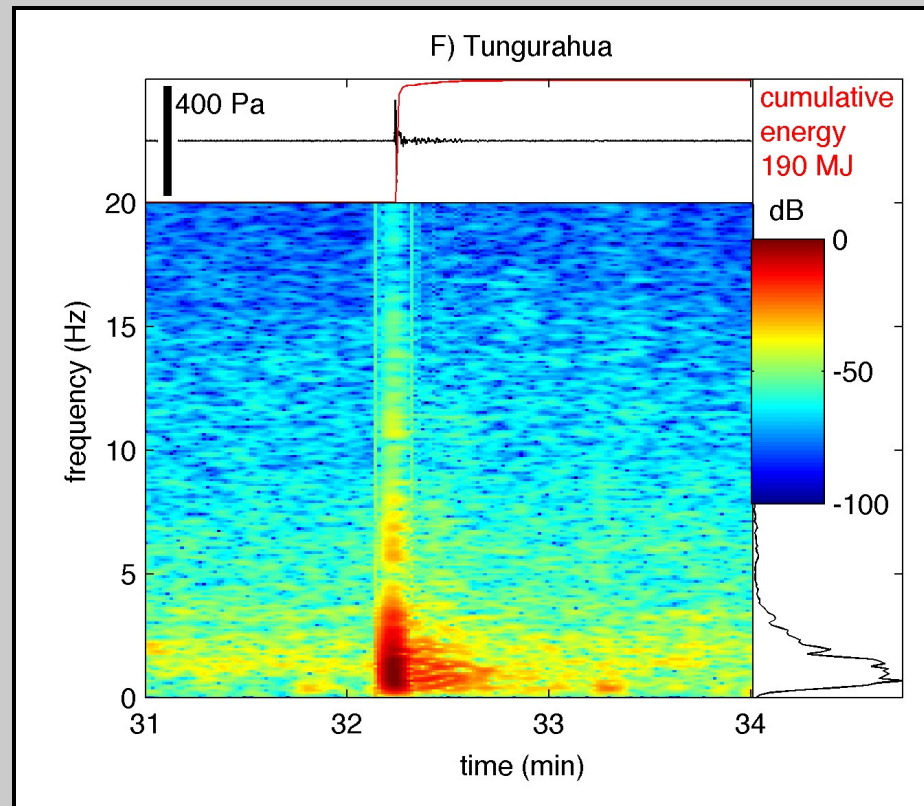 F) Tungurahua
400 Pa
cumulative
energy
190 MJ
dB
0
-50
-100
20
15
10
5
0
frequency (Hz)
31
32
33
34
time (min)